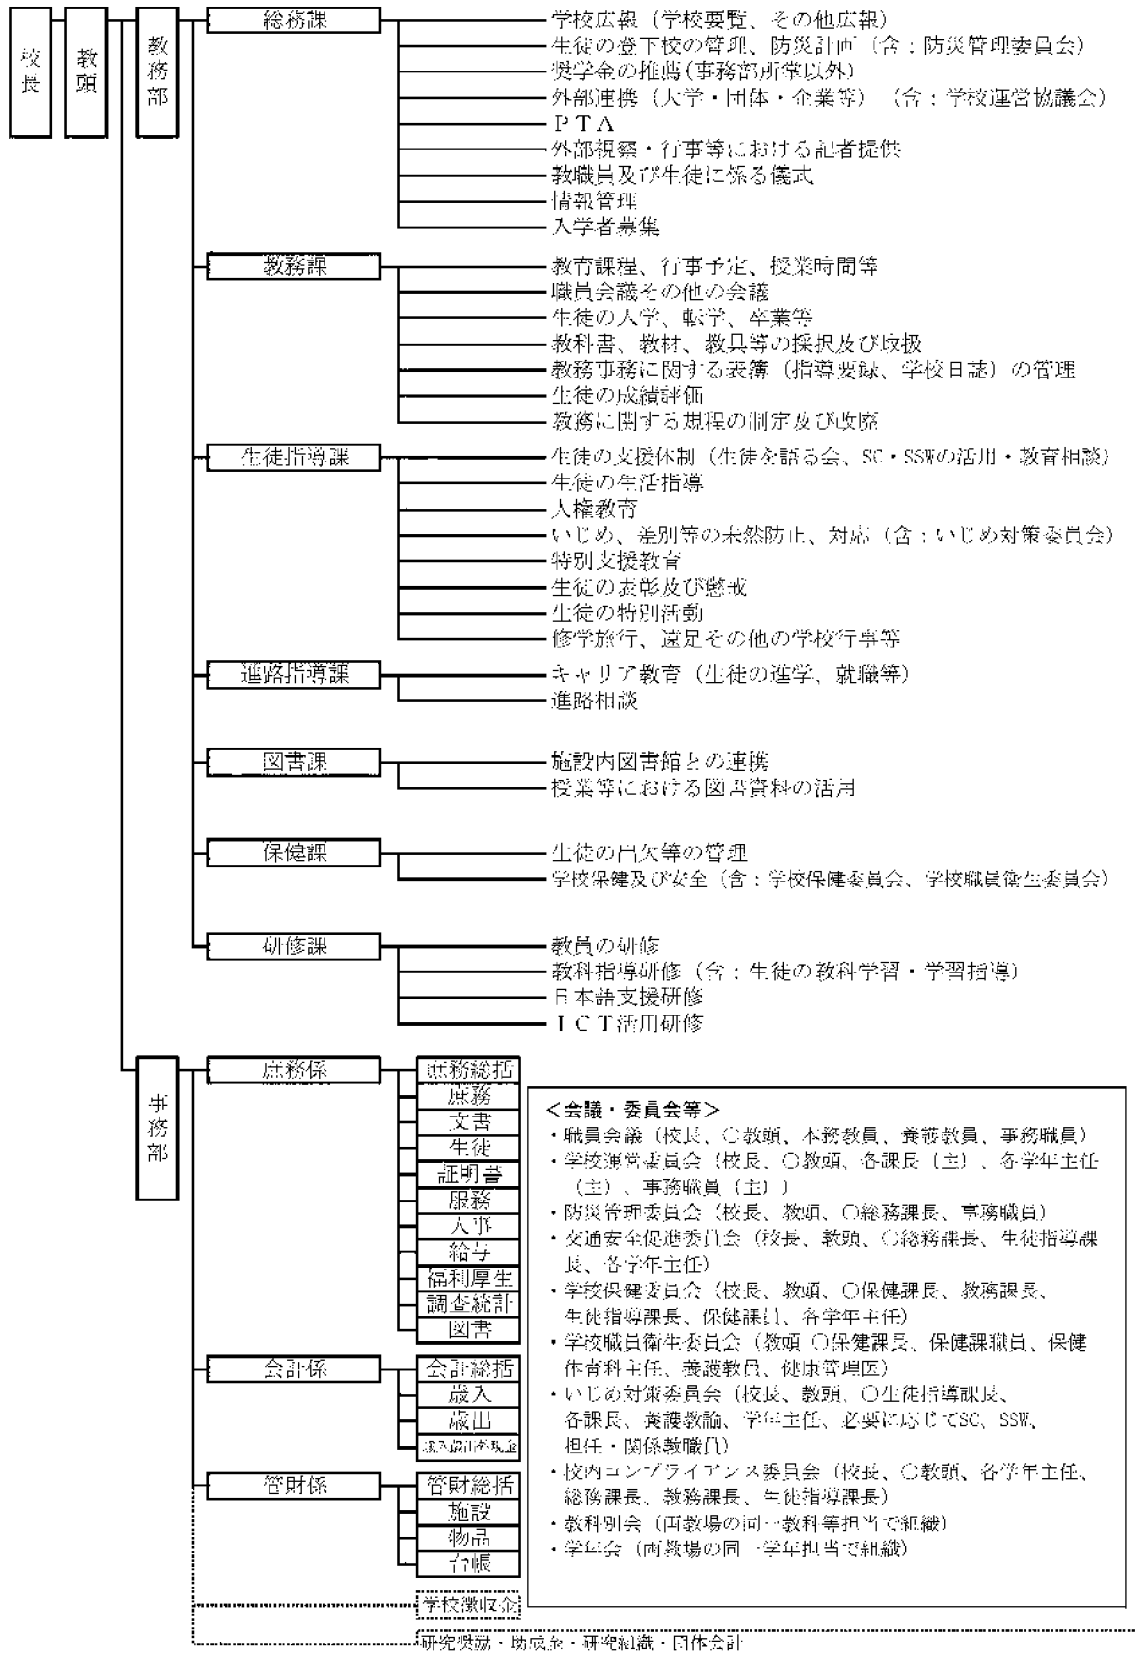 校長
教頭
教務部
総務課
学校広報（学校要覧、その他広報）
生徒の登下校の管理、防災計画（含：防災管理委員会）
奨学金の推薦(事務部所掌以外)
外部連携（大学・団体・企業等）（含：学校運営協議会）
ＰＴＡ
外部視察・行事等における記者提供
教職員及び生徒に係る儀式
情報管理
入学者募集
教務課
教育課程、行事予定、授業時間等
職員会議その他の会議
生徒の入学、転学、卒業等
教科書、教材、教具等の採択及び取扱
教務事務に関する表簿（指導要録、学校日誌）の管理
生徒の成績評価
教務に関する規程の制定及び改廃
生徒指導課
生徒の支援体制（生徒を語る会、SC・SSWの活用・教育相談）
生徒の生活指導
人権教育
いじめ、差別等の未然防止、対応（含：いじめ対策委員会）
特別支援教育
生徒の表彰及び懲戒
生徒の特別活動
修学旅行、遠足その他の学校行事等
進路指導課
キャリア教育（生徒の進学、就職等）
進路相談
図書課
施設内図書館との連携
授業等における図書資料の活用
保健課
生徒の出欠等の管理
学校保健及び安全（含：学校保健委員会、学校職員衛生委員会）
研修課
教員の研修
教科指導研修（含：生徒の教科学習・学習指導）
日本語支援研修
ＩＣＴ活用研修
事務部
庶務係
庶務総括
庶務
文書
生徒
証明書
服務
人事
給与
福利厚生
調査統計
図書
会計係
会計総括
歳入
歳出
歳入歳出外現金
管財係
管財総括
施設
物品
台帳
学校徴収金
研究奨励・助成金・研究組織・団体会計
＜会議・委員会等＞
・職員会議（校長、〇教頭、本務教員、養護教員、事務職員）
・学校運営委員会（校長、〇教頭、各課長（主）、各学年主任
（主）、事務職員（主））
・防災管理委員会（校長、教頭、〇総務課長、事務職員）
・交通安全促進委員会（校長、教頭、〇総務課長、生徒指導課
長、各学年主任）
・学校保健委員会（校長、教頭、〇保健課長、教務課長、
生徒指導課長、保健課員、各学年主任）
・学校職員衛生委員会（教頭 〇保健課長、保健課職員、保健
体育科主任、養護教員、健康管理医）
・いじめ対策委員会（校長、教頭、〇生徒指導課長、
各課長、養護教諭、学年主任、必要に応じてSC、SSW、
担任・関係教職員）
・校内コンプライアンス委員会（校長、〇教頭、各学年主任、
総務課長、教務課長、生徒指導課長）
・教科別会（両教場の同一教科等担当で組織）
・学年会（両教場の同一学年担当で組織）